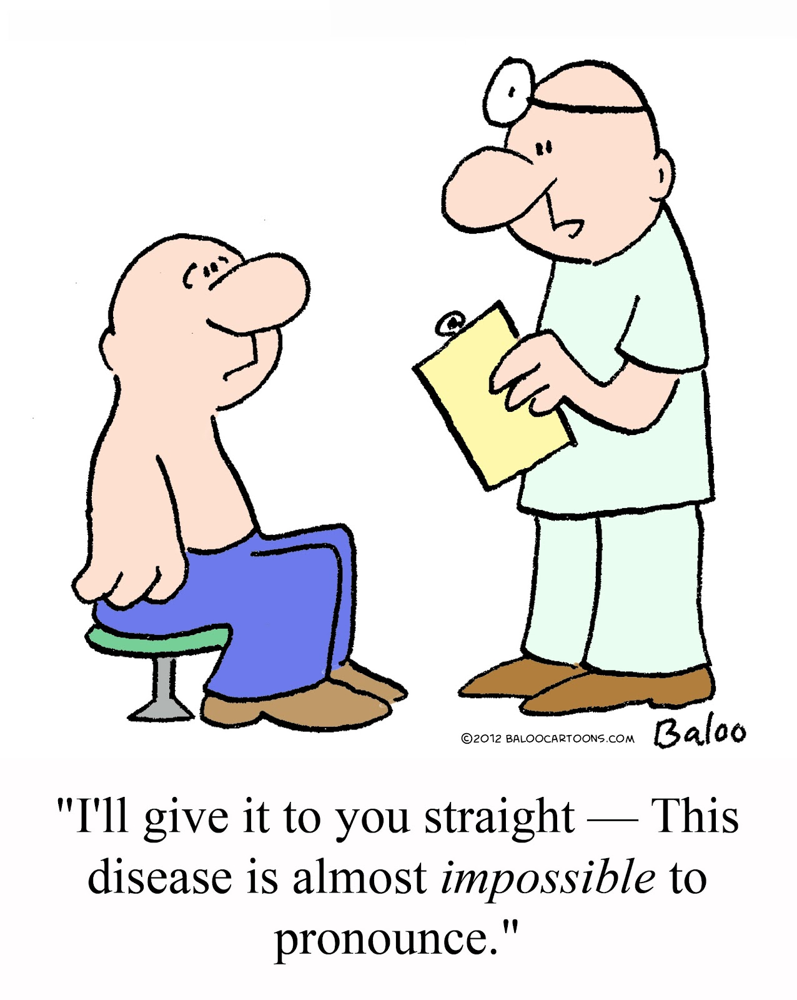 ©2012 BALOOCARTOONS.COM
Baloo
"I'll give it to you straight — This
disease is almost impossible to
pronounce."